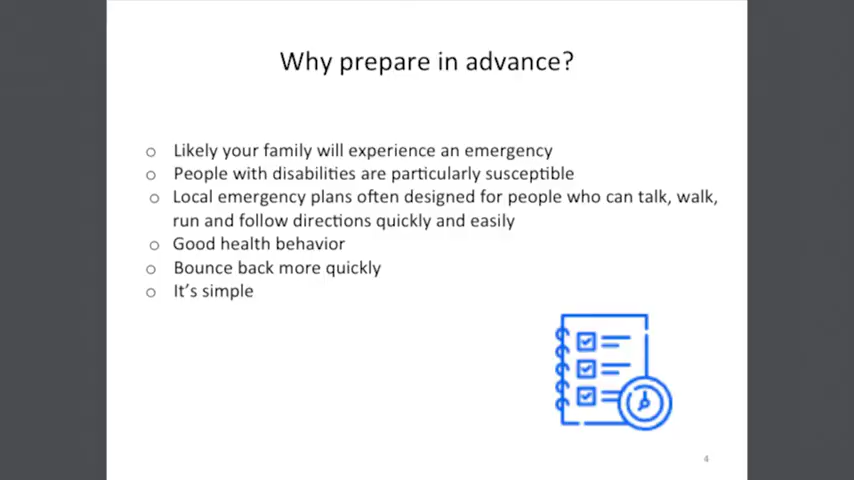 Why prepare in advance?
o Likely your family will experience an emergency
o People with disabilities are particularly susceptible
o Local emergency plans often designed for people who can talk, walk,
run and follow directions quickly and easily
o Good health behavior
o Bounce back more quickly
o It's simple
4